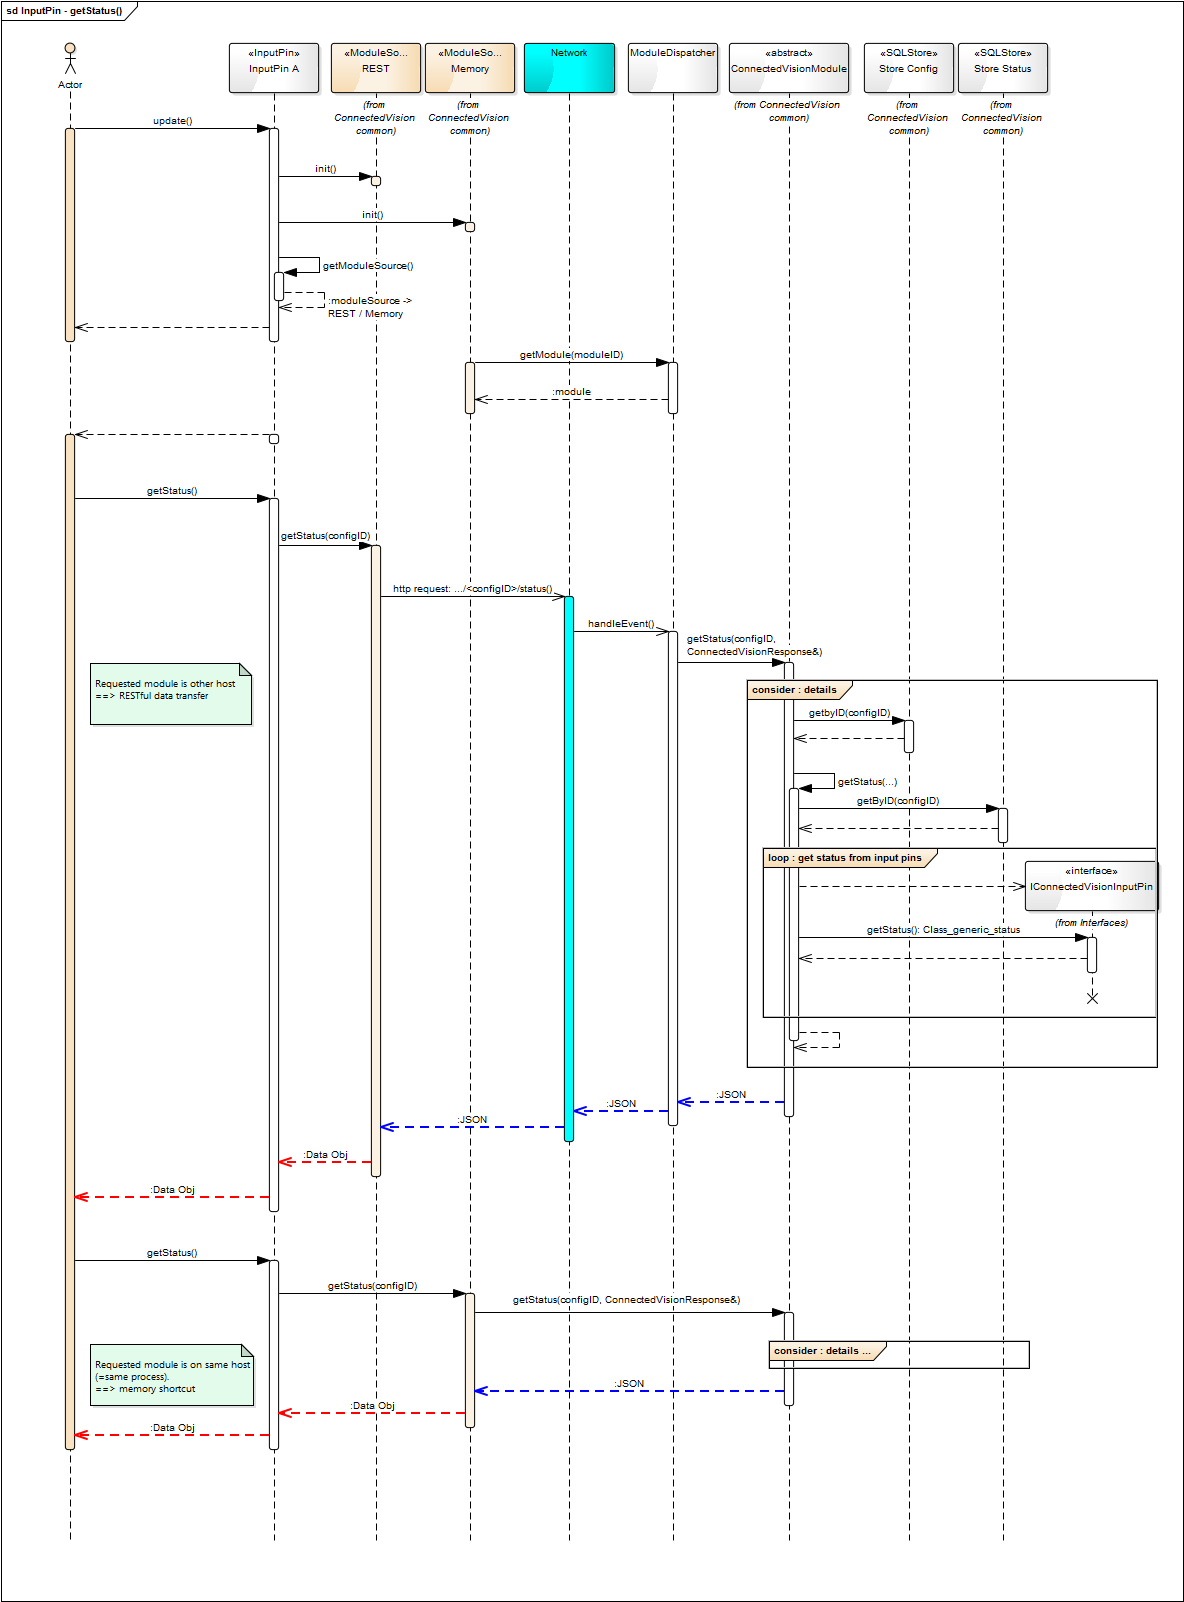 sd InputPin - getStatus()
Actor
«InputPin»
InputPin A
«ModuleSo...
REST
(from
ConnectedVision
common)
«ModuleSo...
Memory
(from
ConnectedVision
common)
Network
ModuleDispatcher
«abstract»
ConnectedVisionModule
(from ConnectedVision
common)
«SQLStore»
Store Config
(from
ConnectedVision
common)
«SQLStore»
Store Status
(from
ConnectedVision
common)
update()
init()
init()
getModuleSource()
:moduleSource ->
REST / Memory
getModule(moduleID)
:module
getStatus()
getStatus(configID)
http request: .../<configID>/status()
handleEvent()
getStatus(configID,
ConnectedVisionResponse&)
Requested module is other host
==> RESTful data transfer
consider : details
getbyID(configID)
getStatus(...)
getByID(configID)
loop : get status from input pins
«interface»
IConnectedVisionInputPin
(from Interfaces)
getStatus(): Class_generic_status
:JSON
:JSON
:JSON
:Data Obj
:Data Obj
getStatus()
getStatus(configID)
getStatus(configID, ConnectedVisionResponse&)
Requested module is on same host
(=same process).
==> memory shortcut
consider : details ...
:JSON
:Data Obj
:Data Obj